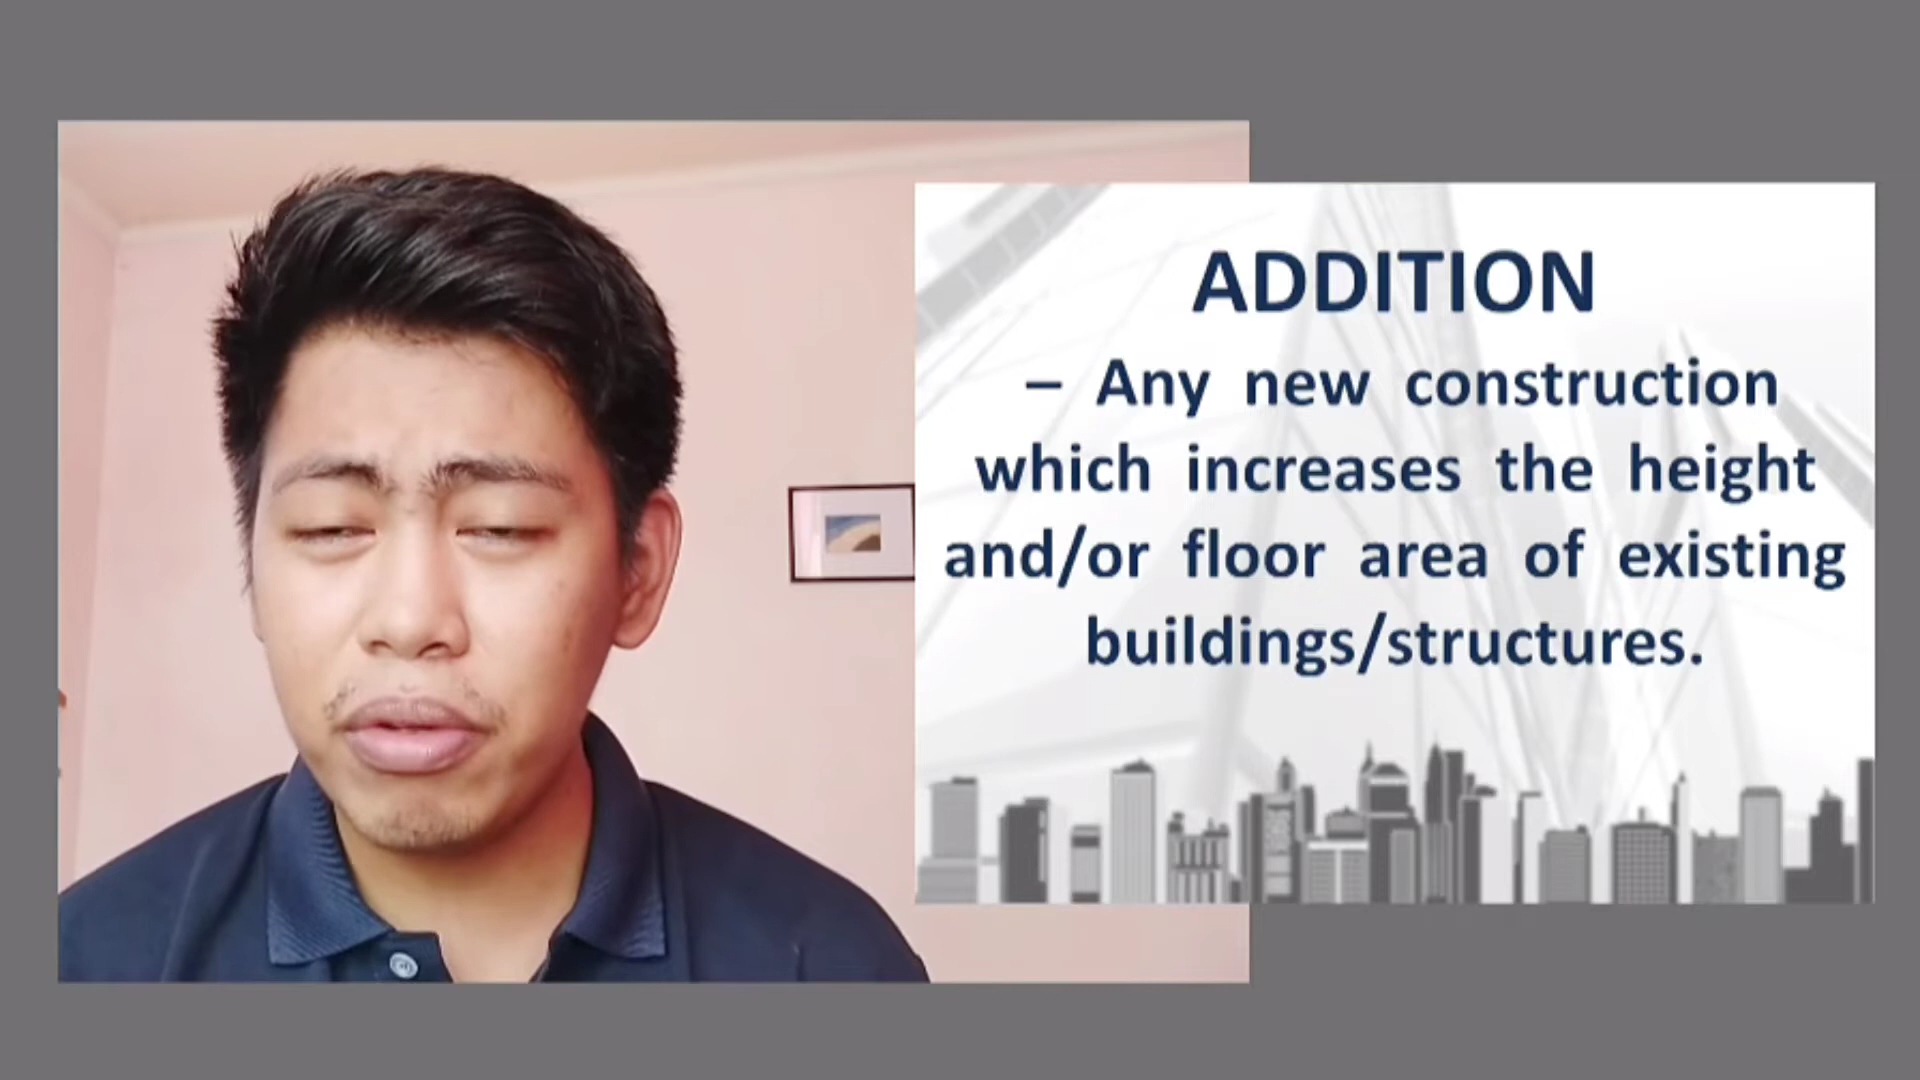 ADDITION
– Any new construction
which increases the height
and/or floor area of existing
buildings/structures.